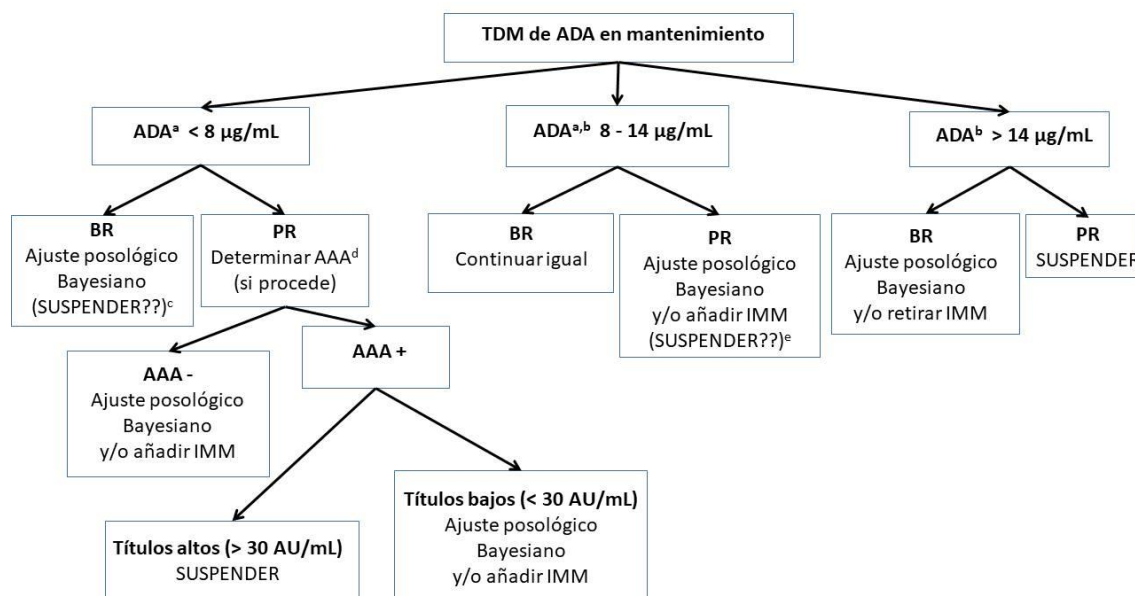 TDM de ADA en mantenimiento
ADAᵃ < 8 µg/mL
ADAᵃ,ᵇ 8 - 14 µg/mL
ADAᵇ > 14 µg/mL
BR
Ajuste posológico
Bayesiano
(SUSPENDER??)ᶜ
PR
Determinar AAAᵈ
(si procede)
BR
Continuar igual
PR
Ajuste posológico
Bayesiano
y/o añadir IMM
(SUSPENDER??)ᵉ
BR
Ajuste posológico
Bayesiano
y/o retirar IMM
PR
SUSPENDER
AAA -
Ajuste posológico
Bayesiano
y/o añadir IMM
AAA +
Títulos altos (> 30 AU/mL)
SUSPENDER
Títulos bajos (< 30 AU/mL)
Ajuste posológico
Bayesiano
y/o añadir IMM